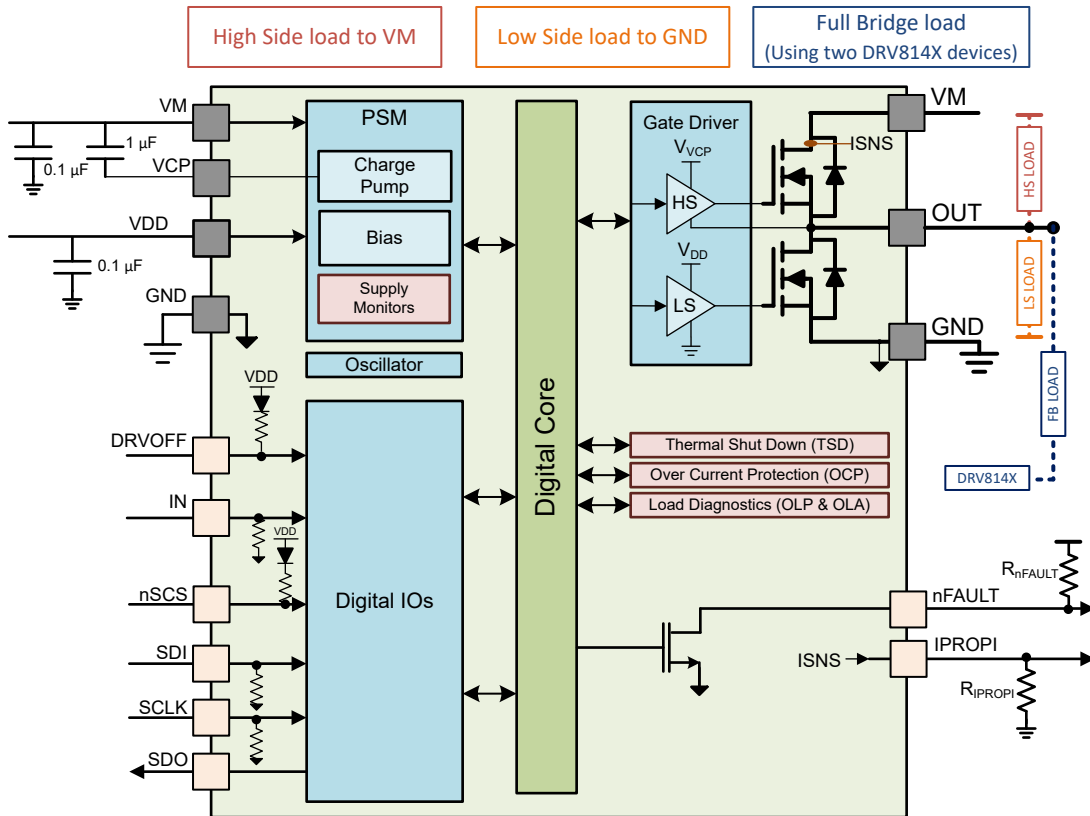 High Side load to VM
Low Side load to GND
Full Bridge load
(Using two DRV814X devices)
VM
1 µF
0.1 µF
VCP
VDD
0.1 µF
GND
PSM
Charge
Pump
Bias
Supply
Monitors
Oscillator
VDD
DRVOFF
IN
VDD
nSCS
SDI
SCLK
SDO
Digital IOs
Digital Core
Gate Driver
VVCP
HS
VDD
LS
ISNS
VM
OUT
GND
HS LOAD
LS LOAD
FB LOAD
DRV814X
Thermal Shut Down (TSD)
Over Current Protection (OCP)
Load Diagnostics (OLP & OLA)
RnFAULT
nFAULT
ISNS
IPROPI
RIPROPI